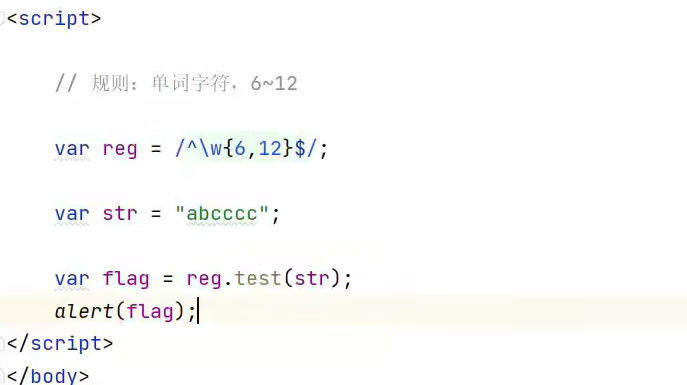 <script>
// 规则：单词字符，6~12
var reg = /^\w{6,12}$/;
var str = "abcccc";
var flag = reg.test(str);
alert(flag);
</script>
</body>